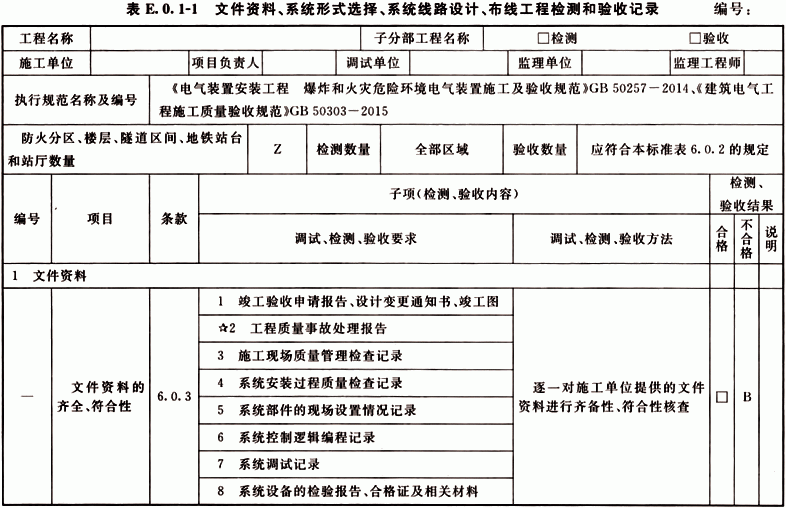 表 E.0.1-1 文件资料、系统形式选择、系统线路设计、布线工程检测和验收记录 编号：
工程名称 子分部工程名称 □检测 □验收
施工单位 项目负责人 调试单位 监理单位 监理工程师
执行规范名称及编号
《电气装置安装工程 爆炸和火灾危险环境电气装置施工及验收规范》GB 50257－2014、《建筑电气工
程施工质量验收规范》GB 50303－2015
防火分区、楼层、隧道区间、地铁站台
和站厅数量
Z 检测数量 全部区域 验收数量 应符合本标准表 6.0.2 的规定
编号 项目 条款
子项(检测、验收内容)
调试、检测、验收要求 调试、检测、验收方法
检测、
验收结果
合格
不合格
说明
1 文件资料
—
文件资料的
齐全、符合性
6.0.3
1 竣工验收申请报告、设计变更通知书、竣工图
☆2 工程质量事故处理报告
3 施工现场质量管理检查记录
4 系统安装过程质量检查记录
5 系统部件的现场设置情况记录
6 系统控制逻辑编程记录
7 系统调试记录
8 系统设备的检验报告、合格证及相关材料
逐一对施工单位提供的文件
资料进行齐备性、符合性核查
□ B